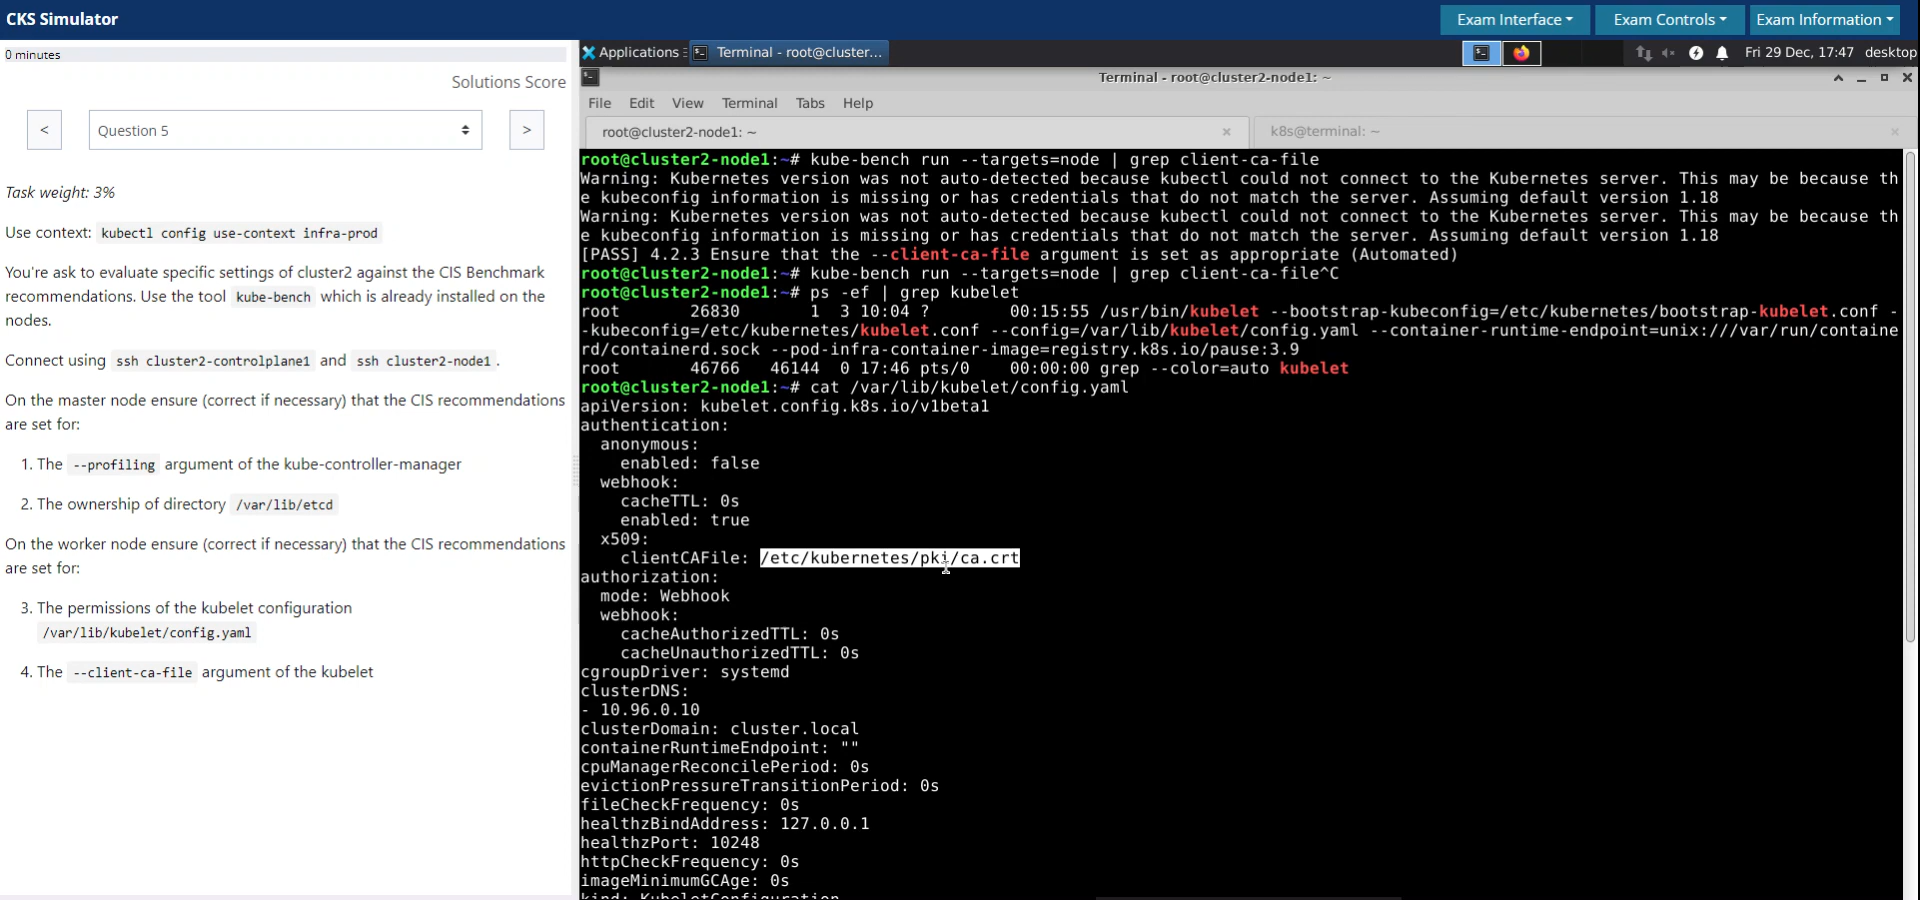 CKS Simulator
Exam Interface
Exam Controls
Exam Information
0 minutes
Solutions Score
<
Question 5
>
Task weight: 3%
Use context: kubectl config use-context infra-prod
You're ask to evaluate specific settings of cluster2 against the CIS Benchmark
recommendations. Use the tool kube-bench which is already installed on the
nodes.
Connect using ssh cluster2-controlplane1 and ssh cluster2-node1.
On the master node ensure (correct if necessary) that the CIS recommendations
are set for:
1. The --profiling argument of the kube-controller-manager
2. The ownership of directory /var/lib/etcd
On the worker node ensure (correct if necessary) that the CIS recommendations
are set for:
3. The permissions of the kubelet configuration
/var/lib/kubelet/config.yaml
4. The --client-ca-file argument of the kubelet
Applications
Terminal - root@cluster...
Fri 29 Dec, 17:47
desktop
Terminal - root@cluster2-node1: ~
File Edit View Terminal Tabs Help
root@cluster2-node1: ~
k8s@terminal: ~
root@cluster2-node1:~# kube-bench run --targets=node | grep client-ca-file
Warning: Kubernetes version was not auto-detected because kubectl could not connect to the Kubernetes server. This may be because th
e kubeconfig information is missing or has credentials that do not match the server. Assuming default version 1.18
Warning: Kubernetes version was not auto-detected because kubectl could not connect to the Kubernetes server. This may be because th
e kubeconfig information is missing or has credentials that do not match the server. Assuming default version 1.18
[PASS] 4.2.3 Ensure that the --client-ca-file argument is set as appropriate (Automated)
root@cluster2-node1:~# kube-bench run --targets=node | grep client-ca-file^C
root@cluster2-node1:~# ps -ef | grep kubelet
root 26830 1 3 10:04 ? 00:15:55 /usr/bin/kubelet --bootstrap-kubeconfig=/etc/kubernetes/bootstrap-kubelet.conf -
-kubeconfig=/etc/kubernetes/kubelet.conf --config=/var/lib/kubelet/config.yaml --container-runtime-endpoint=unix:///var/run/containe
rd/containerd.sock --pod-infra-container-image=registry.k8s.io/pause:3.9
root 46766 46144 0 17:46 pts/0 00:00:00 grep --color=auto kubelet
root@cluster2-node1:~# cat /var/lib/kubelet/config.yaml
apiVersion: kubelet.config.k8s.io/v1beta1
authentication:
anonymous:
enabled: false
webhook:
cacheTTL: 0s
enabled: true
x509:
clientCAFile: /etc/kubernetes/pki/ca.crt
authorization:
mode: Webhook
webhook:
cacheAuthorizedTTL: 0s
cacheUnauthorizedTTL: 0s
cgroupDriver: systemd
clusterDNS:
- 10.96.0.10
clusterDomain: cluster.local
containerRuntimeEndpoint: ""
cpuManagerReconcilePeriod: 0s
evictionPressureTransitionPeriod: 0s
fileCheckFrequency: 0s
healthzBindAddress: 127.0.0.1
healthzPort: 10248
httpCheckFrequency: 0s
imageMinimumGCAge: 0s
kind: KubeletConfiguration